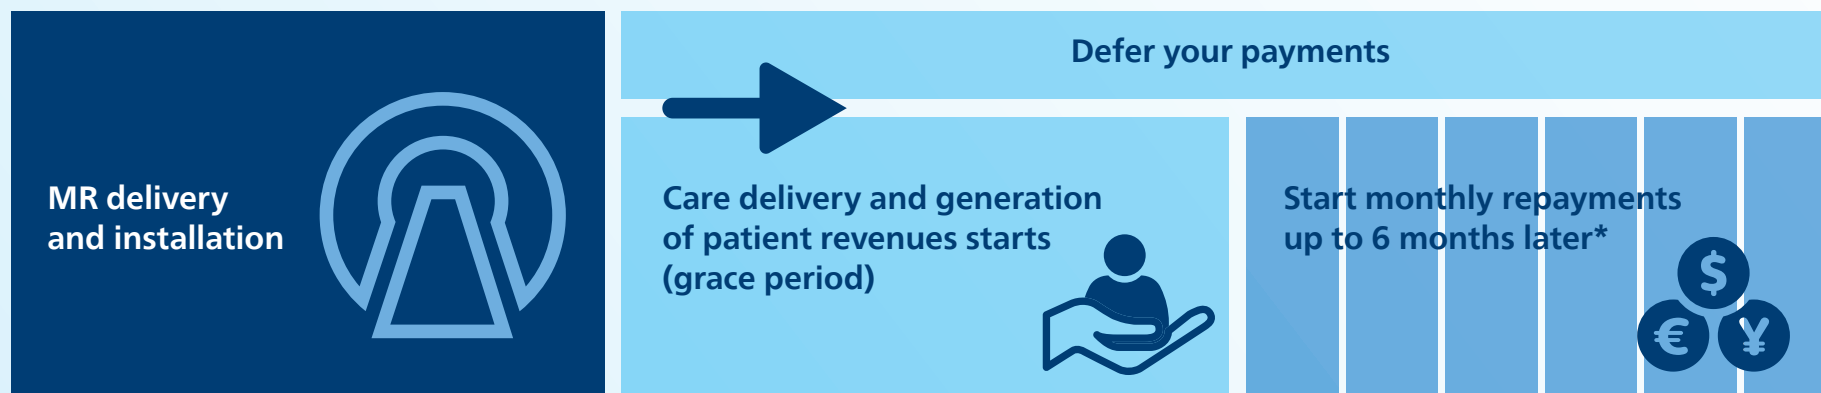 Defer your payments
MR delivery
and installation
Care delivery and generation
of patient revenues starts
(grace period)
Start monthly repayments
up to 6 months later*
$
€
¥